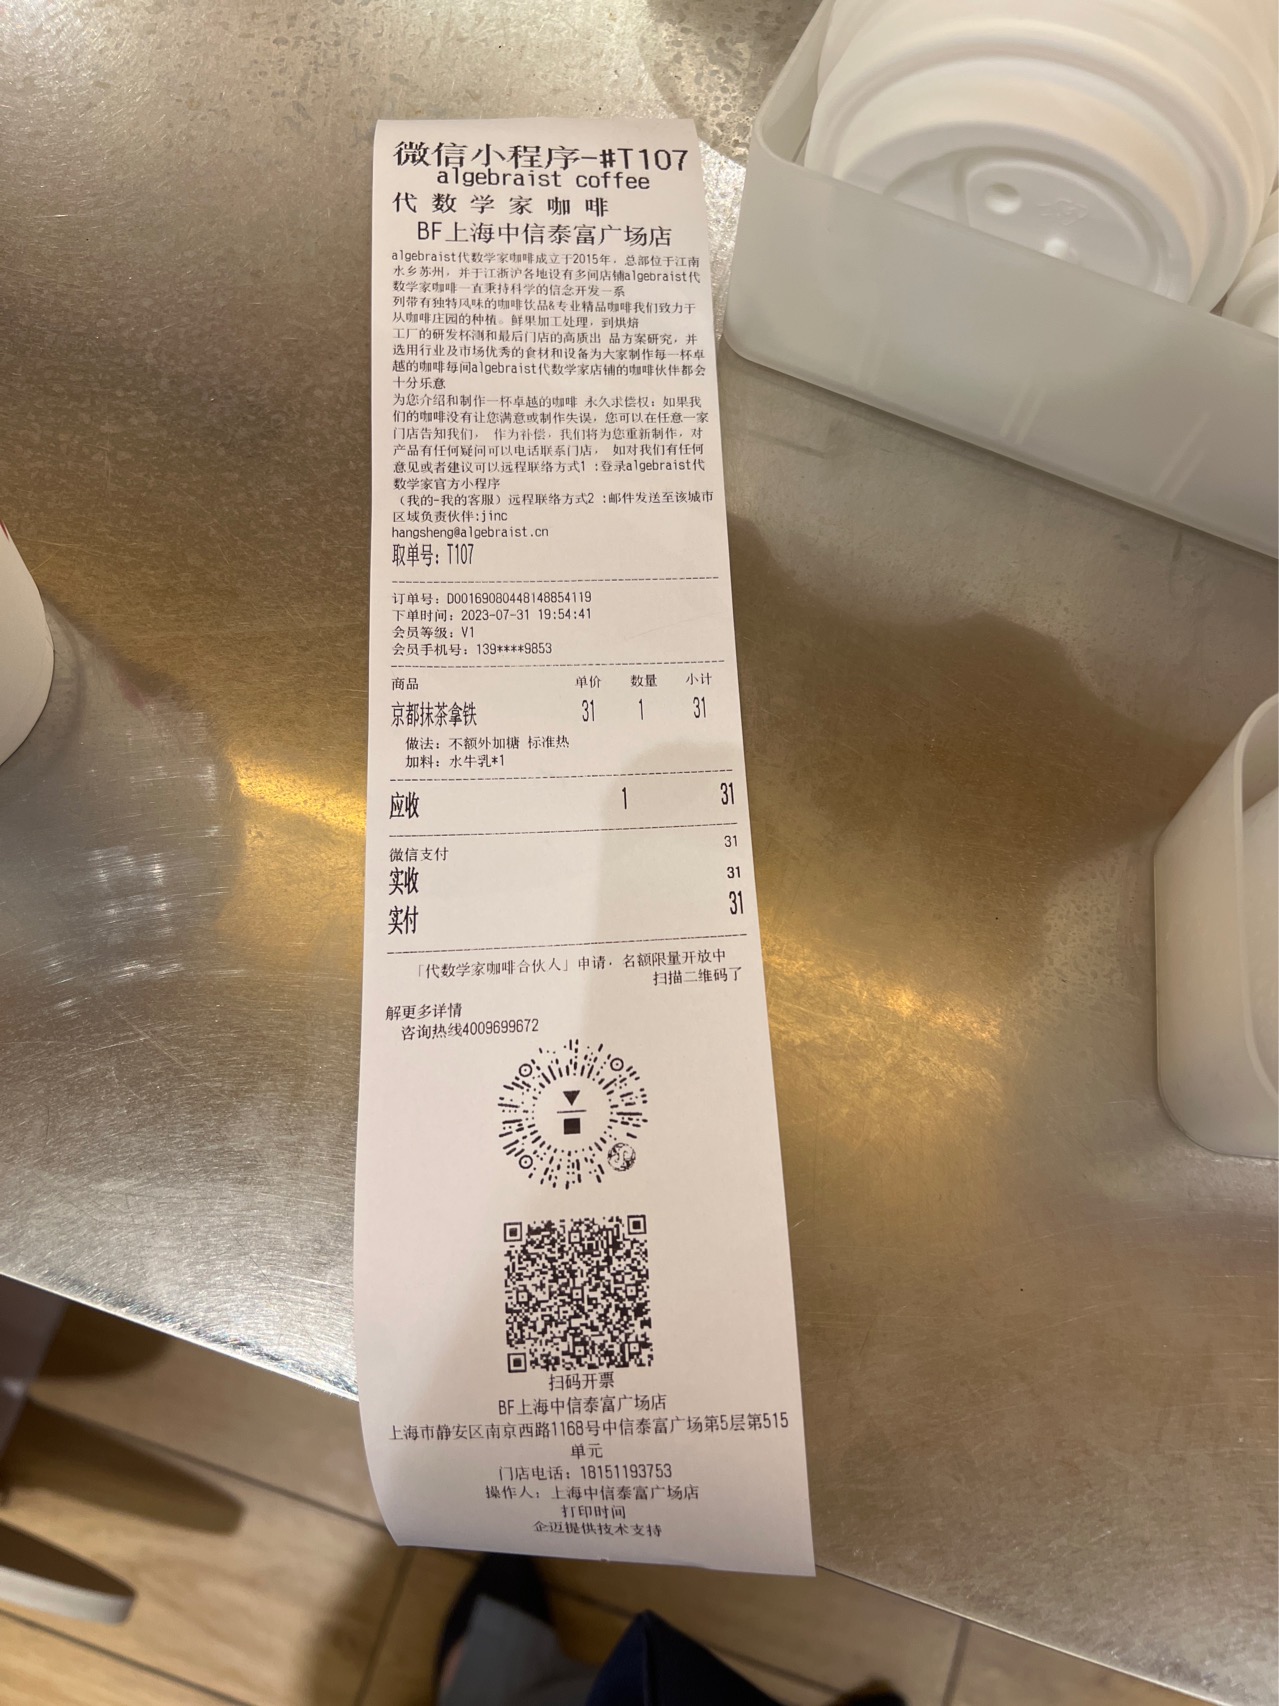 微信小程序-#T107
algebraist coffee
代数学家咖啡
BF上海中信泰富广场店
algebraist代数学家咖啡成立于2015年，总部位于江南
水乡苏州，并于江浙沪各地设有多间店铺algebraist代
数学家咖啡一直秉持科学的信念开发一系
列带有独特风味的咖啡饮品&专业精品咖啡我们致力于
从咖啡庄园的种植。鲜果加工处理，到烘焙
工厂的研发杯测和最后门店的高质出 品方案研究，并
选用行业及市场优秀的食材和设备为大家制作每一杯卓
越的咖啡每间algebraist代数学家店铺的咖啡伙伴都会
十分乐意
为您介绍和制作一杯卓越的咖啡 永久求偿权：如果我
们的咖啡没有让您满意或制作失误，您可以在任意一家
门店告知我们， 作为补偿，我们将为您重新制作，对
产品有任何疑问可以电话联系门店， 如对我们有任何
意见或者建议可以远程联络方式1 :登录algebraist代
数学家官方小程序
（我的-我的客服）远程联络方式2 :邮件发送至该城市
区域负责伙伴:jinc
hangsheng@algebraist.cn
取单号：T107
订单号：D00169080448148854119
下单时间：2023-07-31 19:54:41
会员等级：V1
会员手机号：139****9853
商品 单价 数量 小计
京都抹茶拿铁 31 1 31
做法：不额外加糖 标准热
加料：水牛乳*1
应收 1 31
微信支付 31
实收 31
实付 31
「代数学家咖啡合伙人」申请，名额限量开放中
扫描二维码了
解更多详情
咨询热线4009699672
扫码开票
BF上海中信泰富广场店
上海市静安区南京西路1168号中信泰富广场第5层第515
单元
门店电话：18151193753
操作人：上海中信泰富广场店
打印时间
企迈提供技术支持